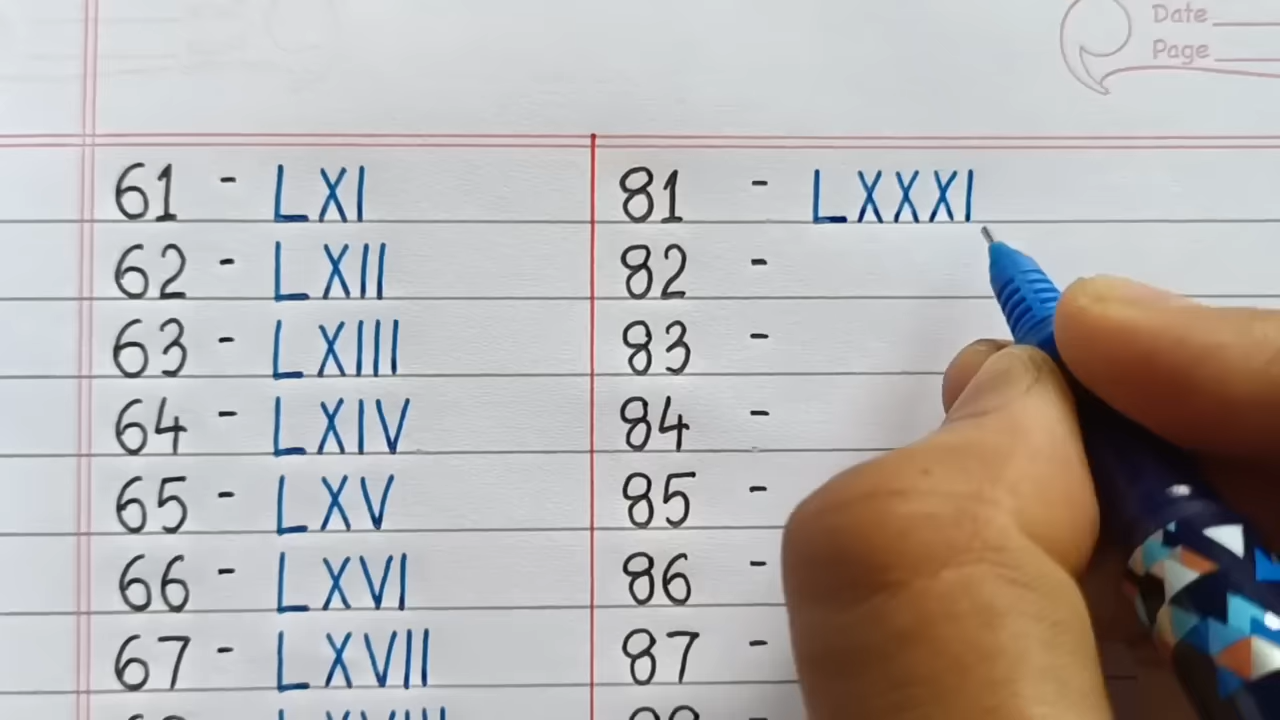 Date
Page
61 - LXI
62 - LXII
63 - LXIII
64 - LXIV
65 - LXV
66 - LXVI
67 - LXVII
81 - LXXXI
82 -
83 -
84 -
85 -
86 -
87 -